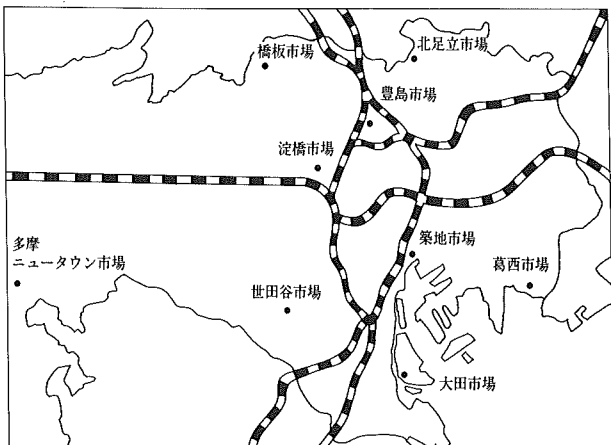 橋板市場
北足立市場
豊島市場
淀橋市場
築地市場
多摩
ニュータウン市場
葛西市場
世田谷市場
大田市場